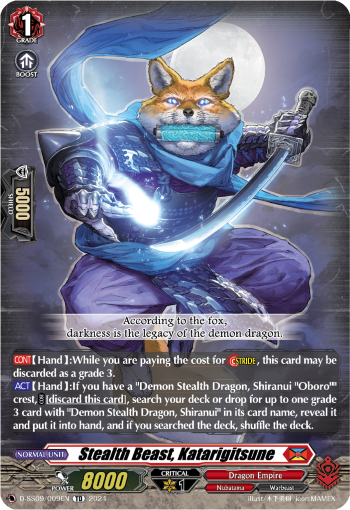 1
GRADE
BOOST
5000
SHIELD
According to the fox,
darkness is the legacy of the demon dragon.
CONT【Hand】:While you are paying the cost for STRIDE, this card may be
discarded as a grade 3.
ACT【Hand】:If you have a "Demon Stealth Dragon, Shiranui "Oboro""
crest, [discard this card], search your deck or drop for up to one grade
3 card with "Demon Stealth Dragon, Shiranui" in its card name, reveal it
and put it into hand, and if you searched the deck, shuffle the deck.
NORMAL UNIT
Stealth Beast, Katarigitsune
POWER 8000
CRITICAL
1
Dragon Empire
Nubatama Warbeast
D-SS09/009EN TD 2024